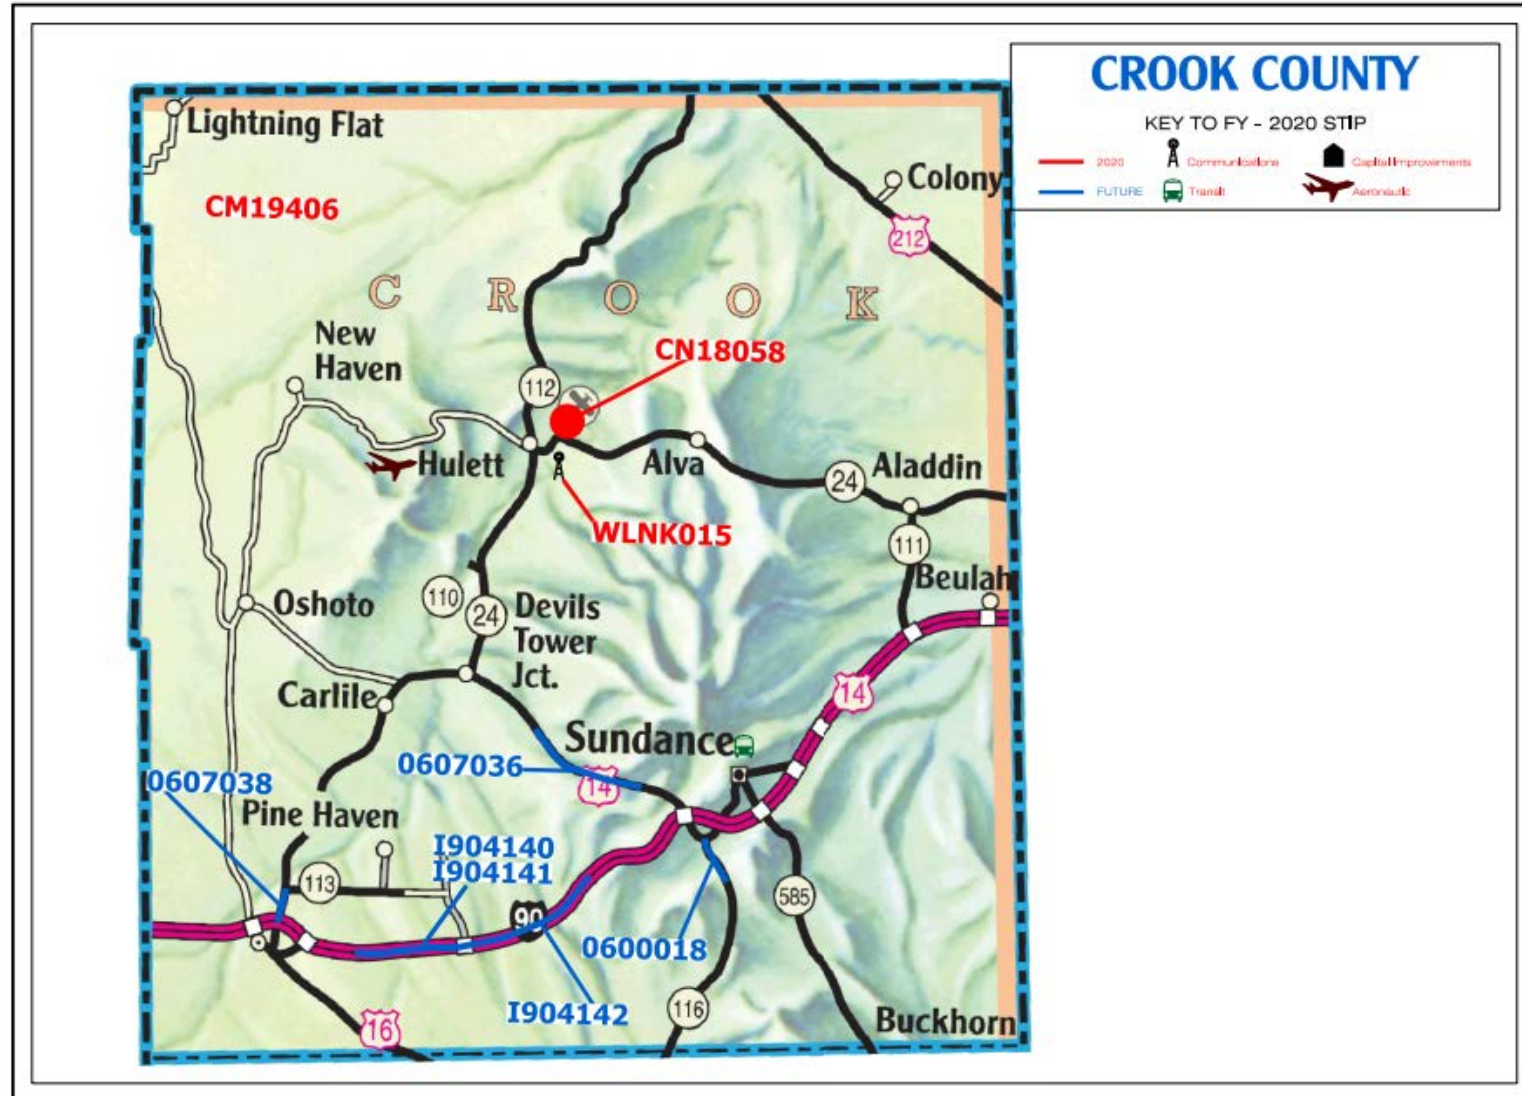 CROOK COUNTY
KEY TO FY - 2020 STIP
2020
Communications
Capital Improvements
FUTURE
Transit
Aeronautic
Lightning Flat
CM19406
Colony
212
C R O O K
New
Haven
CN18058
112
Hulett
Alva
24
Aladdin
WLNK015
111
Beulah
110
24
Oshoto
Devils
Tower
Jct.
Carlile
14
Sundance
0607036
14
0607038
Pine Haven
I904140
I904141
113
585
90
0600018
I904142
116
16
Buckhorn